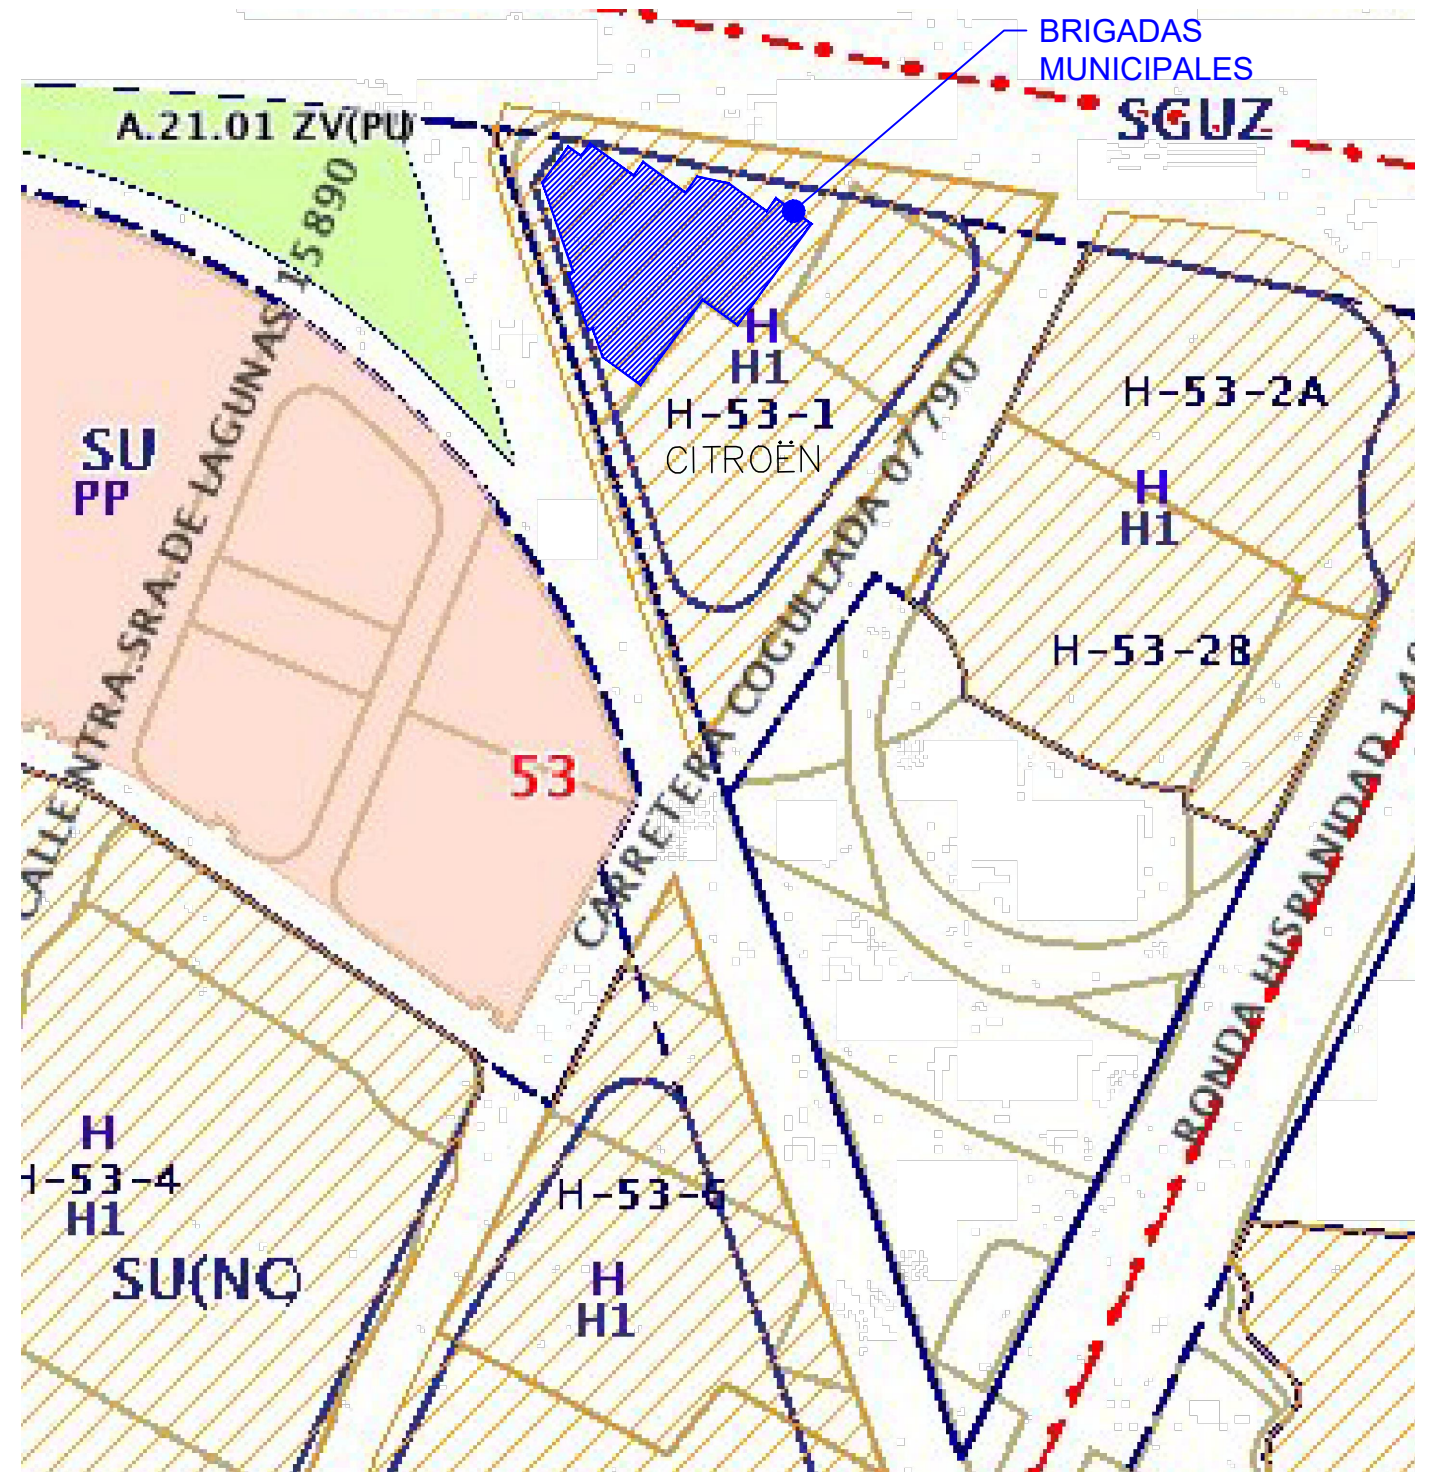 BRIGADAS
MUNICIPALES
SGUZ
A.21.01 ZV(PU)
15890
CALLE NTRA.SRA.DE LAGUNAS
H
H1
H-53-1
CITROËN
CARRETERA COGULLADA 07790
H-53-2A
H
H1
H-53-2B
SU
PP
53
RONDA HISPANIDAD
H
H-53-4
H1
SU(NC)
H-53-6
H
H1